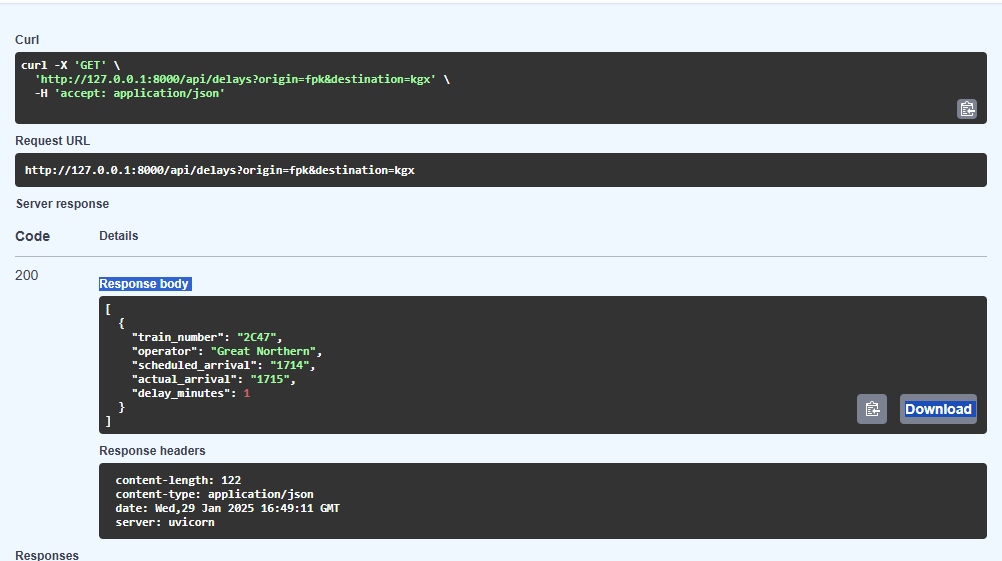 Curl
curl -X 'GET' \
'http://127.0.0.1:8000/api/delays?origin=fpk&destination=kgx' \
-H 'accept: application/json'
Request URL
http://127.0.0.1:8000/api/delays?origin=fpk&destination=kgx
Server response
Code Details
200
Response body
[
{
"train_number": "2C47",
"operator": "Great Northern",
"scheduled_arrival": "1714",
"actual_arrival": "1715",
"delay_minutes": 1
}
]
Download
Response headers
content-length: 122
content-type: application/json
date: Wed,29 Jan 2025 16:49:11 GMT
server: uvicorn
Responses